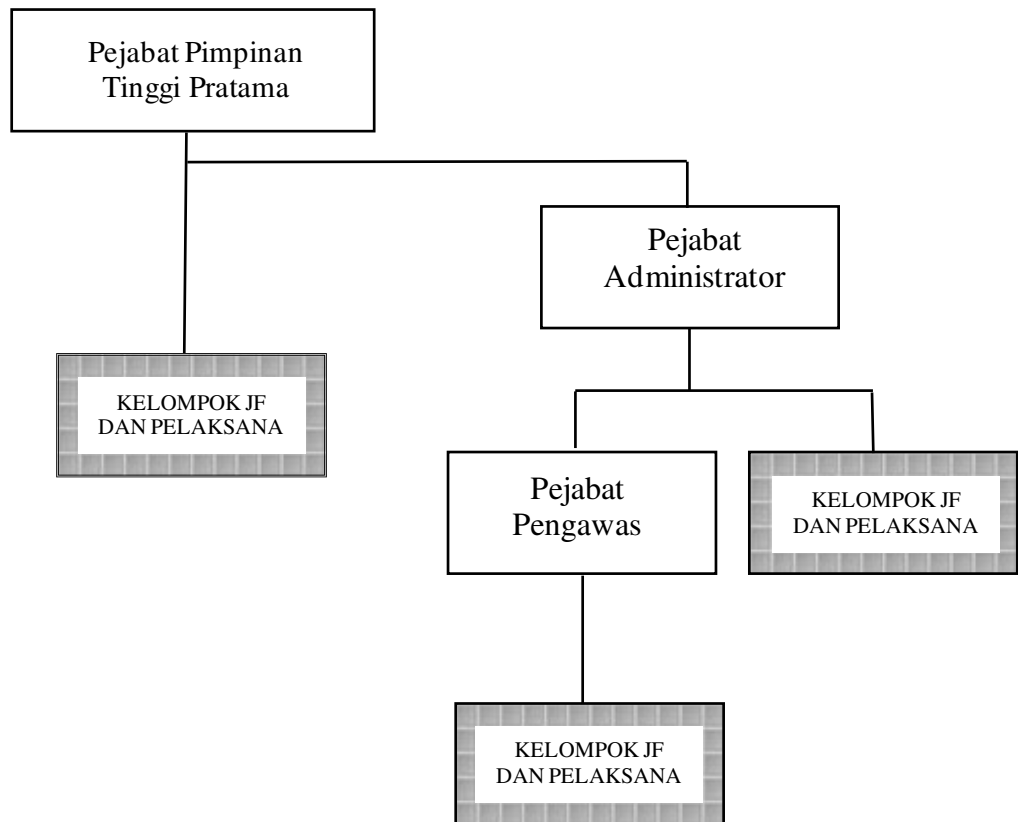 Pejabat Pimpinan
Tinggi Pratama
Pejabat
Administrator
KELOMPOK JF
DAN PELAKSANA
Pejabat
Pengawas
KELOMPOK JF
DAN PELAKSANA
KELOMPOK JF
DAN PELAKSANA